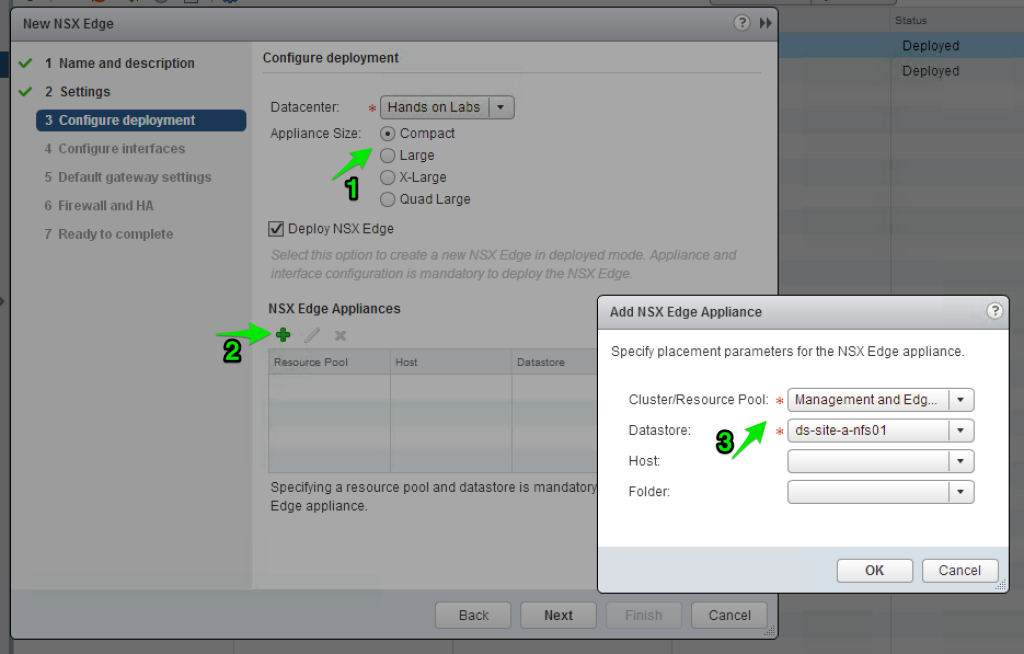 New NSX Edge
?
Status
Deployed
Deployed
1 Name and description
2 Settings
3 Configure deployment
4 Configure interfaces
5 Default gateway settings
6 Firewall and HA
7 Ready to complete
Configure deployment
Datacenter: * Hands on Labs
Appliance Size: Compact
Large
X-Large
Quad Large
1
Deploy NSX Edge
Select this option to create a new NSX Edge in deployed mode. Appliance and
interface configuration is mandatory to deploy the NSX Edge.
NSX Edge Appliances
2
Resource Pool Host Datastore
Specifying a resource pool and datastore is mandatory
Edge appliance.
Back Next Finish Cancel
Add NSX Edge Appliance
?
Specify placement parameters for the NSX Edge appliance.
Cluster/Resource Pool: * Management and Edg...
Datastore: * ds-site-a-nfs01
3
Host:
Folder:
OK Cancel